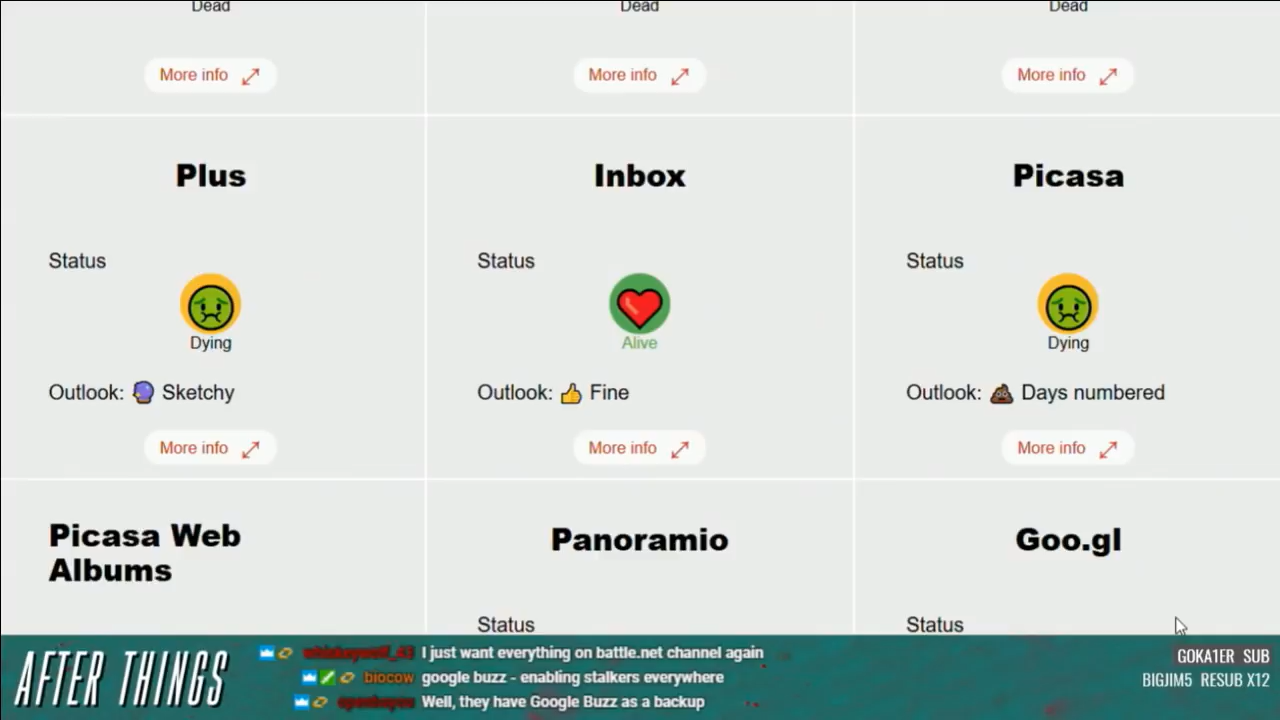 Dead Dead Dead
More info More info More info
Plus Inbox Picasa
Status Status Status
Dying Alive Dying
Outlook: Sketchy Outlook: Fine Outlook: Days numbered
More info More info More info
Picasa Web
Albums
Panoramio Goo.gl
Status Status
AFTER THINGS
I just want everything on battle.net channel again
biocow google buzz - enabling stalkers everywhere
Well, they have Google Buzz as a backup
GOKA1ER SUB
BIGJIM5 RESUB X12